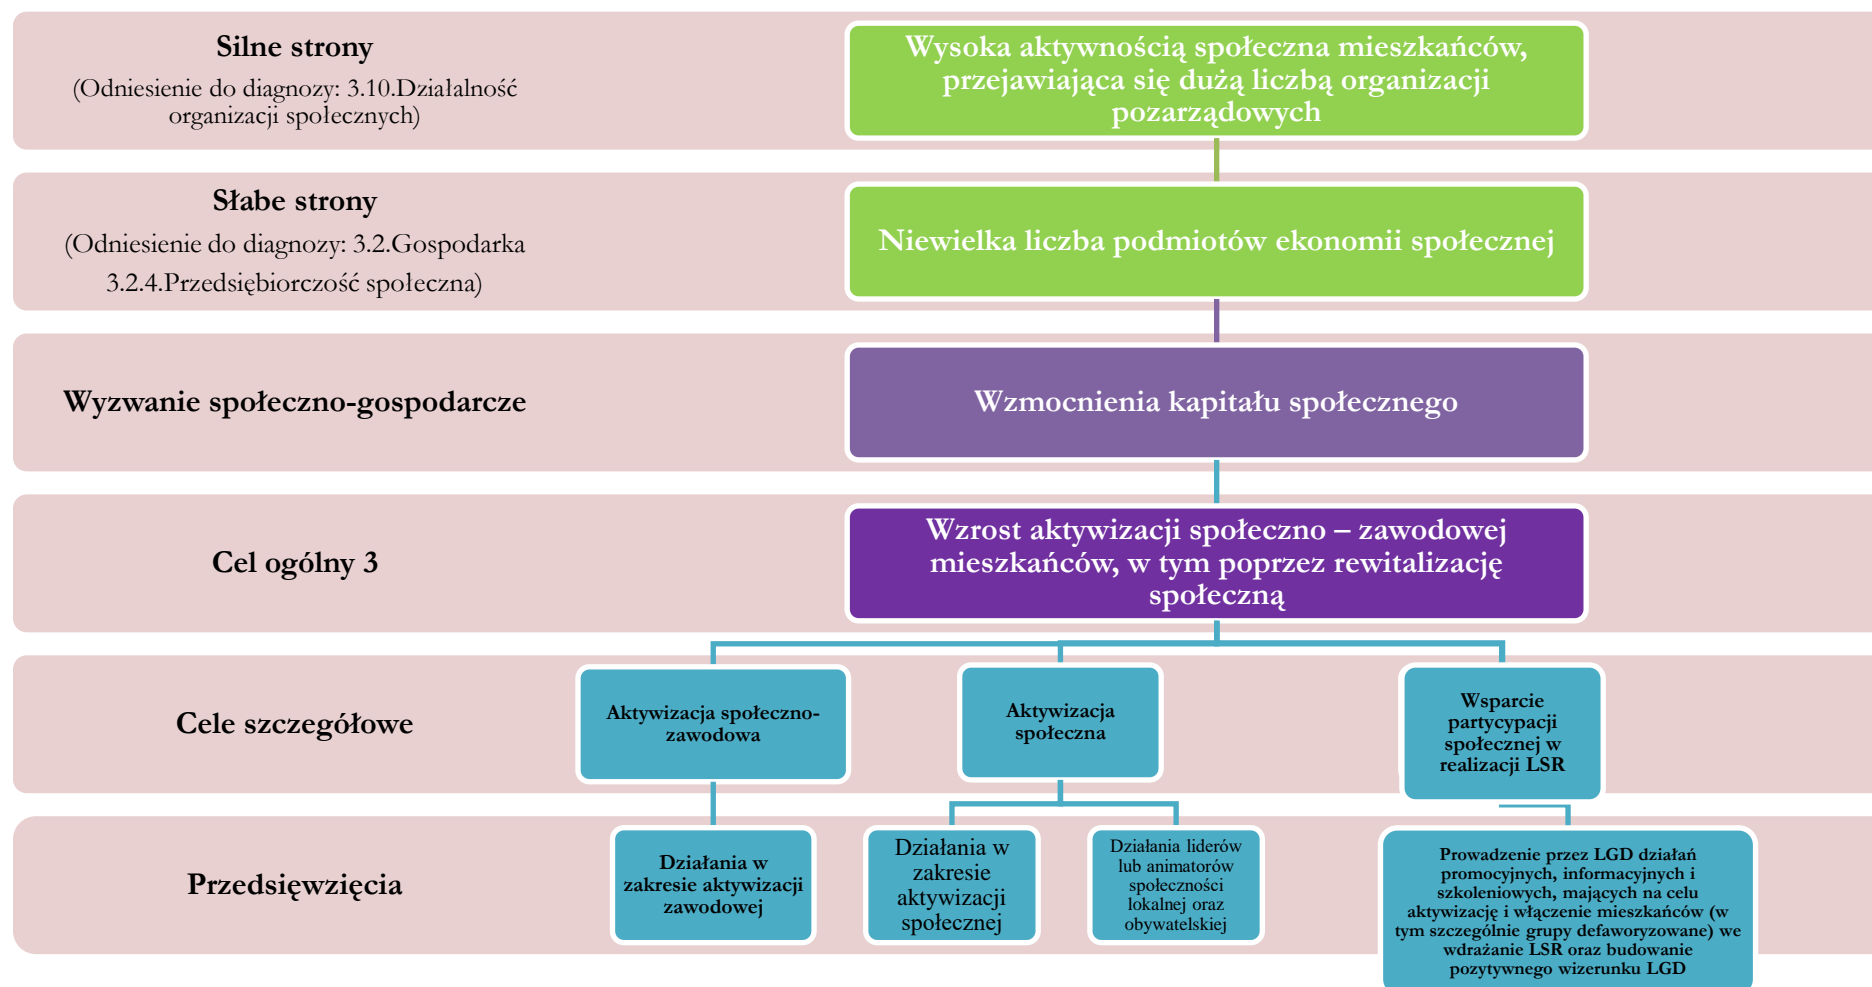 Silne strony
(Odniesienie do diagnozy: 3.10.Działalność
organizacji społecznych)
Wysoka aktywnością społeczna mieszkańców,
przejawiająca się dużą liczbą organizacji
pozarządowych
Słabe strony
(Odniesienie do diagnozy: 3.2.Gospodarka
3.2.4.Przedsiębiorczość społeczna)
Niewielka liczba podmiotów ekonomii społecznej
Wyzwanie społeczno-gospodarcze
Wzmocnienia kapitału społecznego
Cel ogólny 3
Wzrost aktywizacji społeczno – zawodowej
mieszkańców, w tym poprzez rewitalizację
społeczną
Cele szczegółowe
Aktywizacja społeczno-
zawodowa
Aktywizacja
społeczna
Wsparcie
partycypacji
społecznej w
realizacji LSR
Przedsięwzięcia
Działania w
zakresie aktywizacji
zawodowej
Działania w
zakresie
aktywizacji
społecznej
Działania liderów
lub animatorów
społeczności
lokalnej oraz
obywatelskiej
Prowadzenie przez LGD działań
promocyjnych, informacyjnych i
szkoleniowych, mających na celu
aktywizację i włączenie mieszkańców (w
tym szczególnie grupy defaworyzowane) we
wdrażanie LSR oraz budowanie
pozytywnego wizerunku LGD